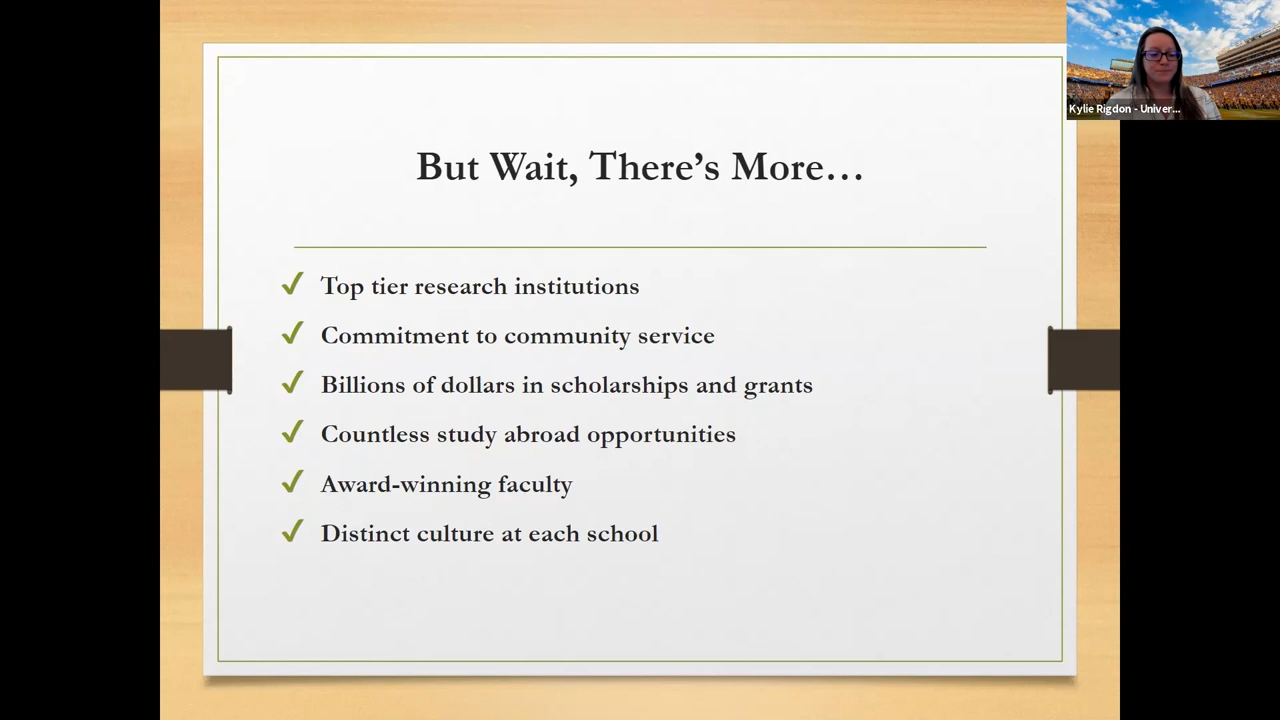 But Wait, There’s More…
Top tier research institutions
Commitment to community service
Billions of dollars in scholarships and grants
Countless study abroad opportunities
Award-winning faculty
Distinct culture at each school
Kylie Rigdon - Univer...